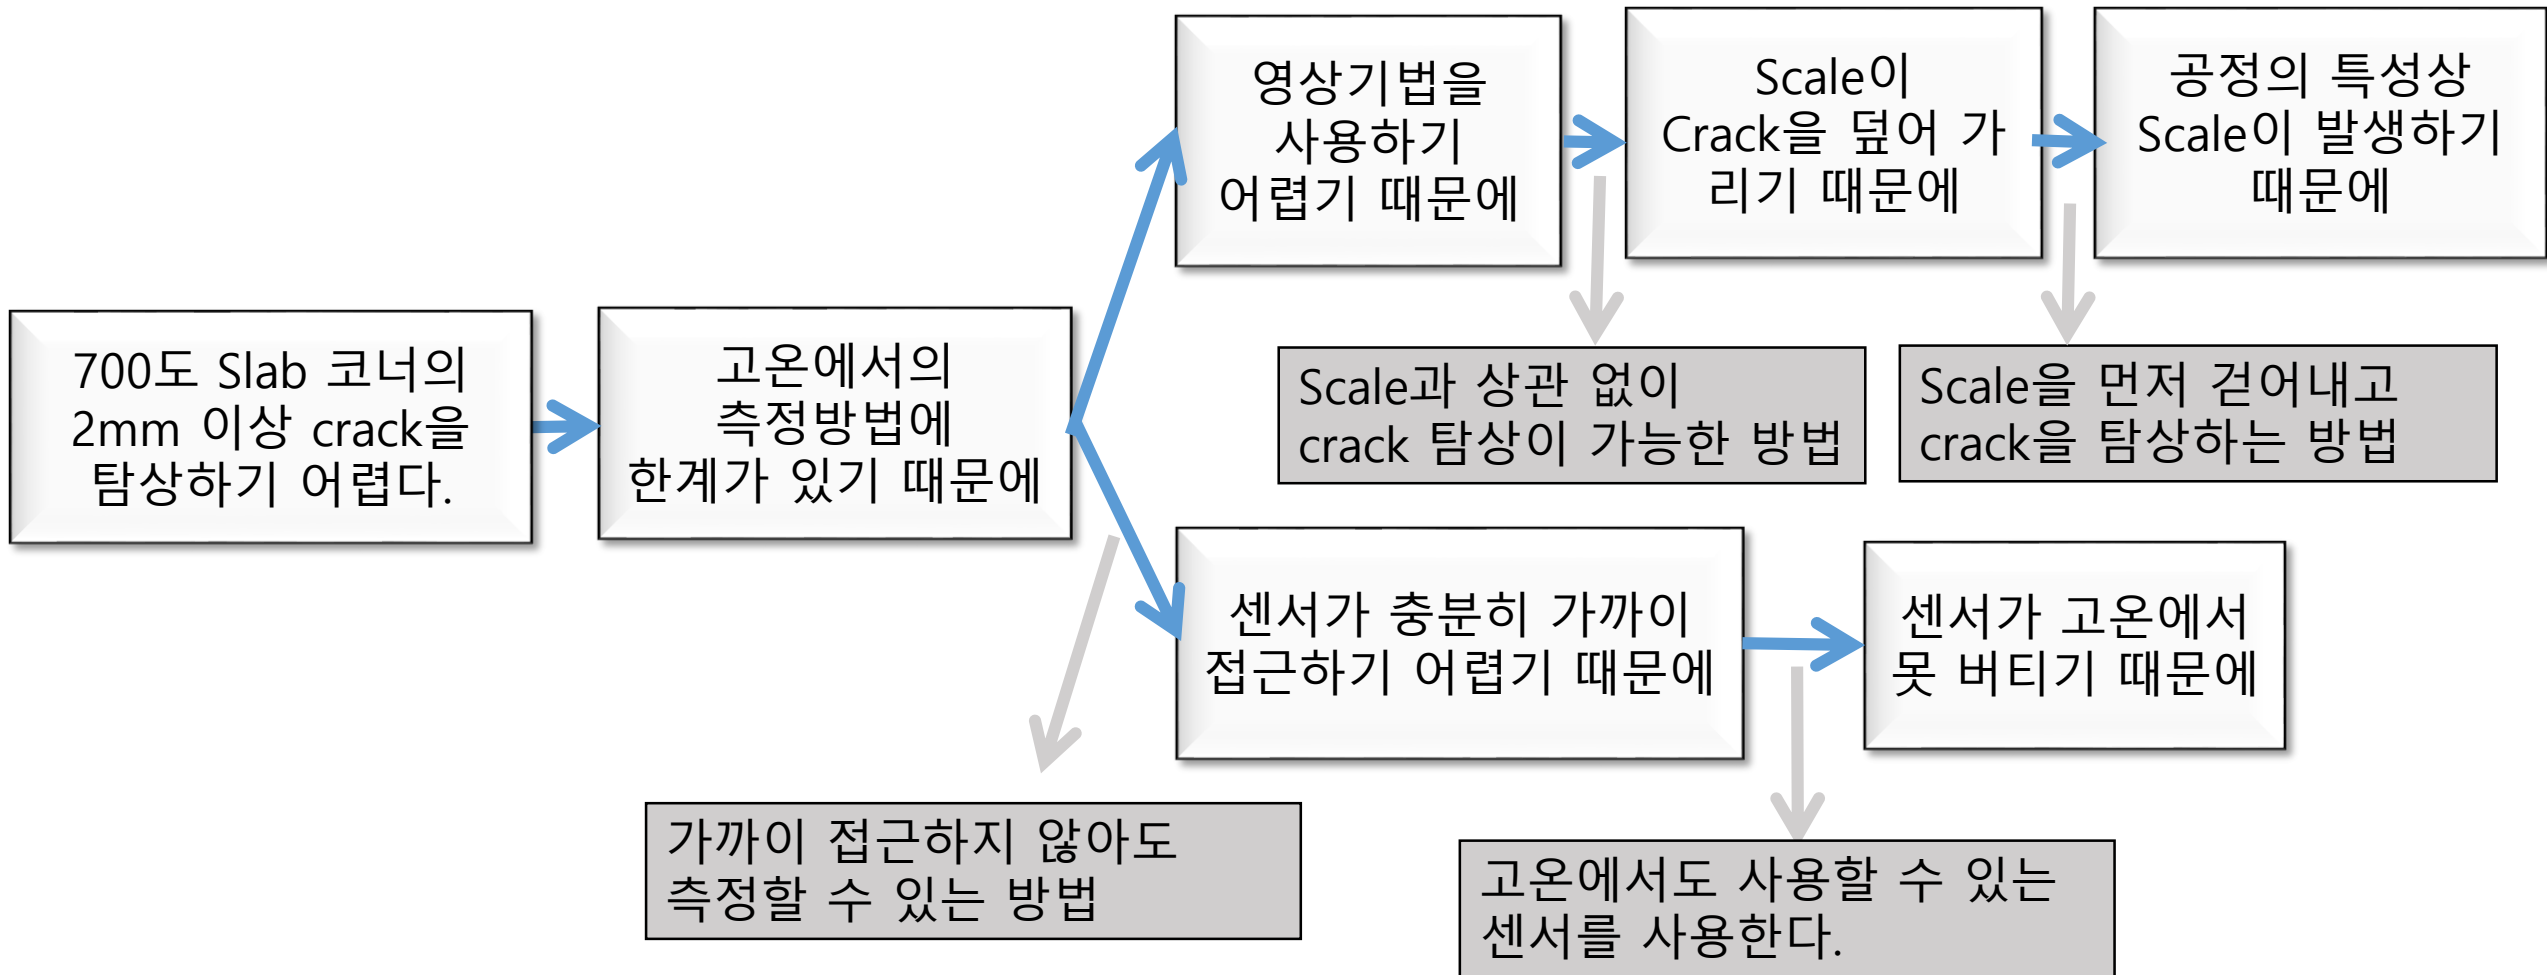 영상기법을
사용하기
어렵기 때문에
Scale이
Crack을 덮어 가
리기 때문에
공정의 특성상
Scale이 발생하기
때문에
700도 Slab 코너의
2mm 이상 crack을
탐상하기 어렵다.
고온에서의
측정방법에
한계가 있기 때문에
Scale과 상관 없이
crack 탐상이 가능한 방법
Scale을 먼저 걷어내고
crack을 탐상하는 방법
센서가 충분히 가까이
접근하기 어렵기 때문에
센서가 고온에서
못 버티기 때문에
가까이 접근하지 않아도
측정할 수 있는 방법
고온에서도 사용할 수 있는
센서를 사용한다.